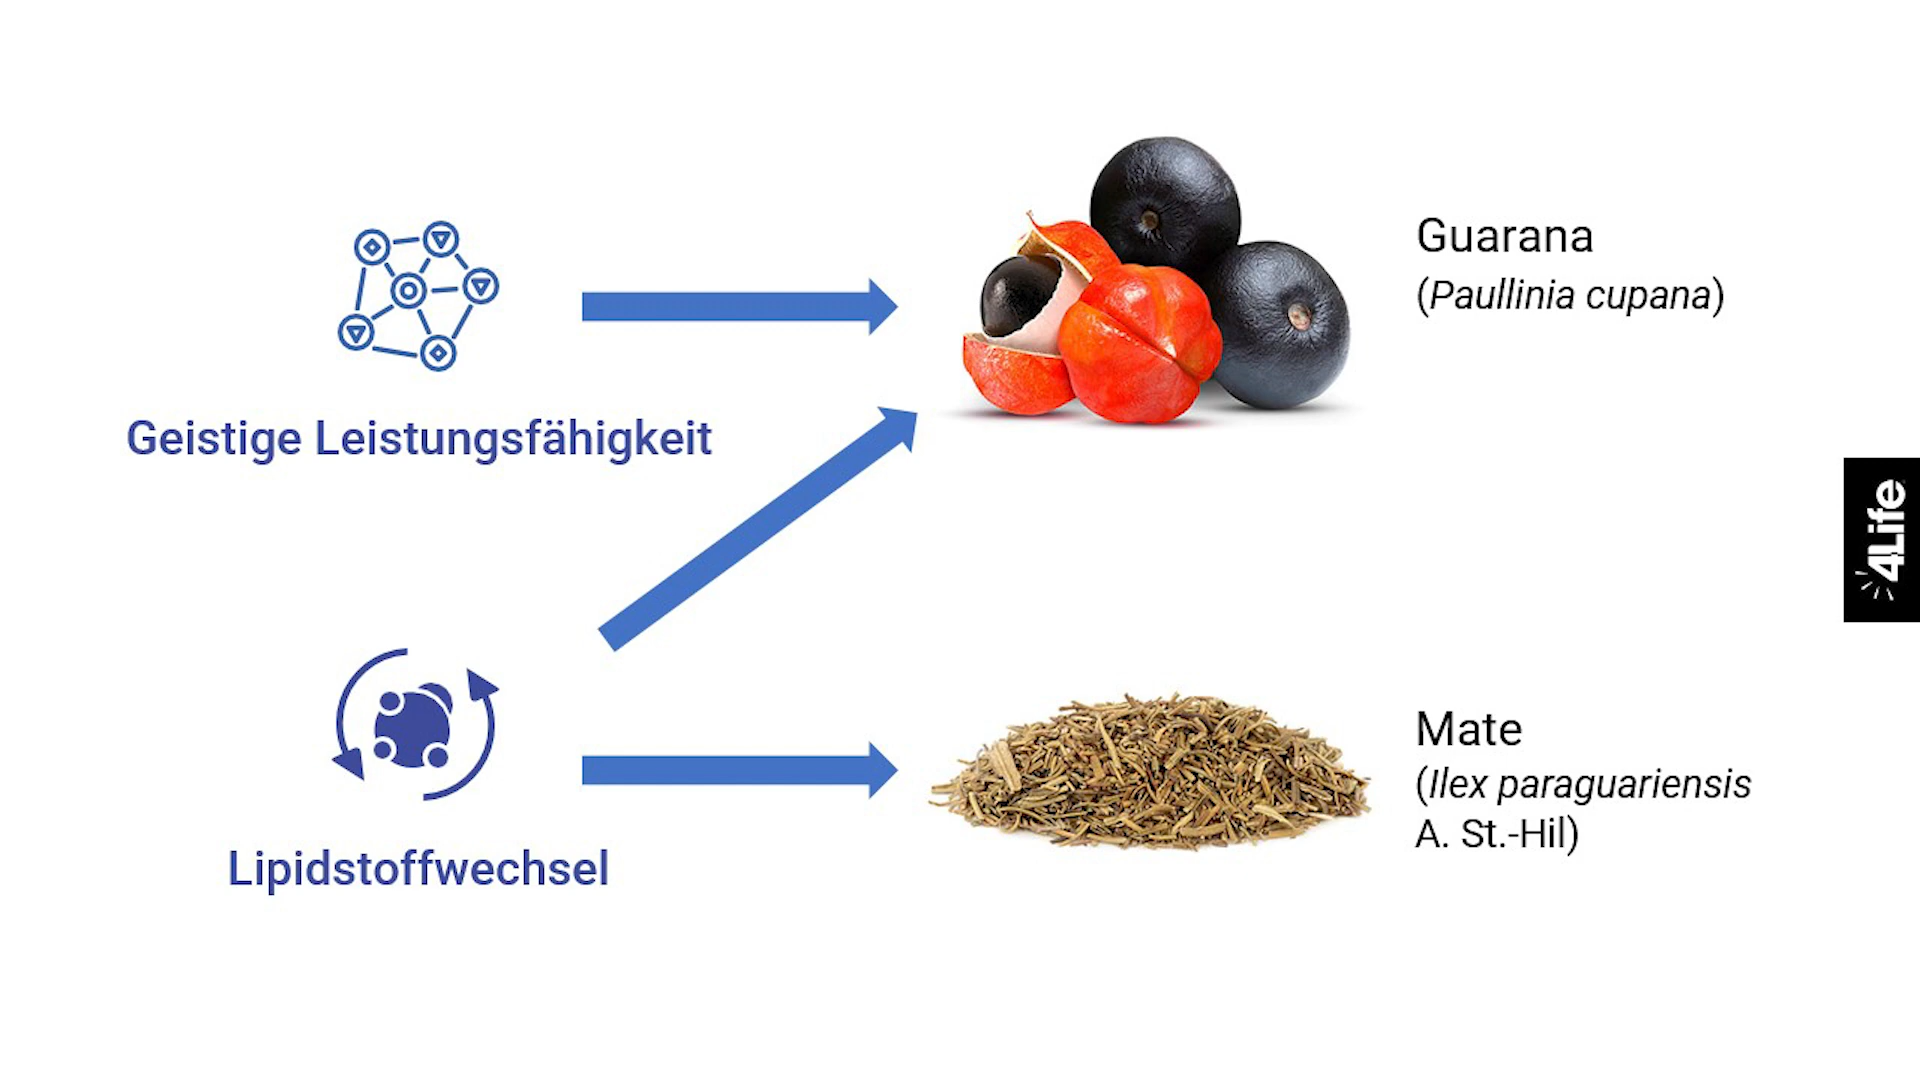 Geistige Leistungsfähigkeit
Guarana
(Paullinia cupana)
Lipidstoffwechsel
Mate
(Ilex paraguariensis
A. St.-Hil)
4Life